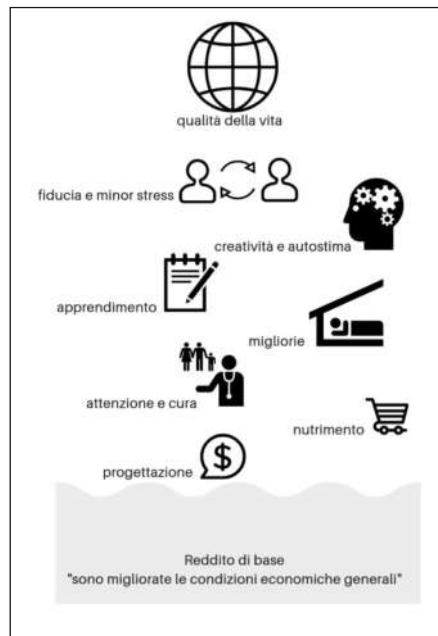 qualità della vita
fiducia e minor stress
creatività e autostima
apprendimento
migliorie
attenzione e cura
nutrimento
$
progettazione
Reddito di base
"sono migliorate le condizioni economiche generali"